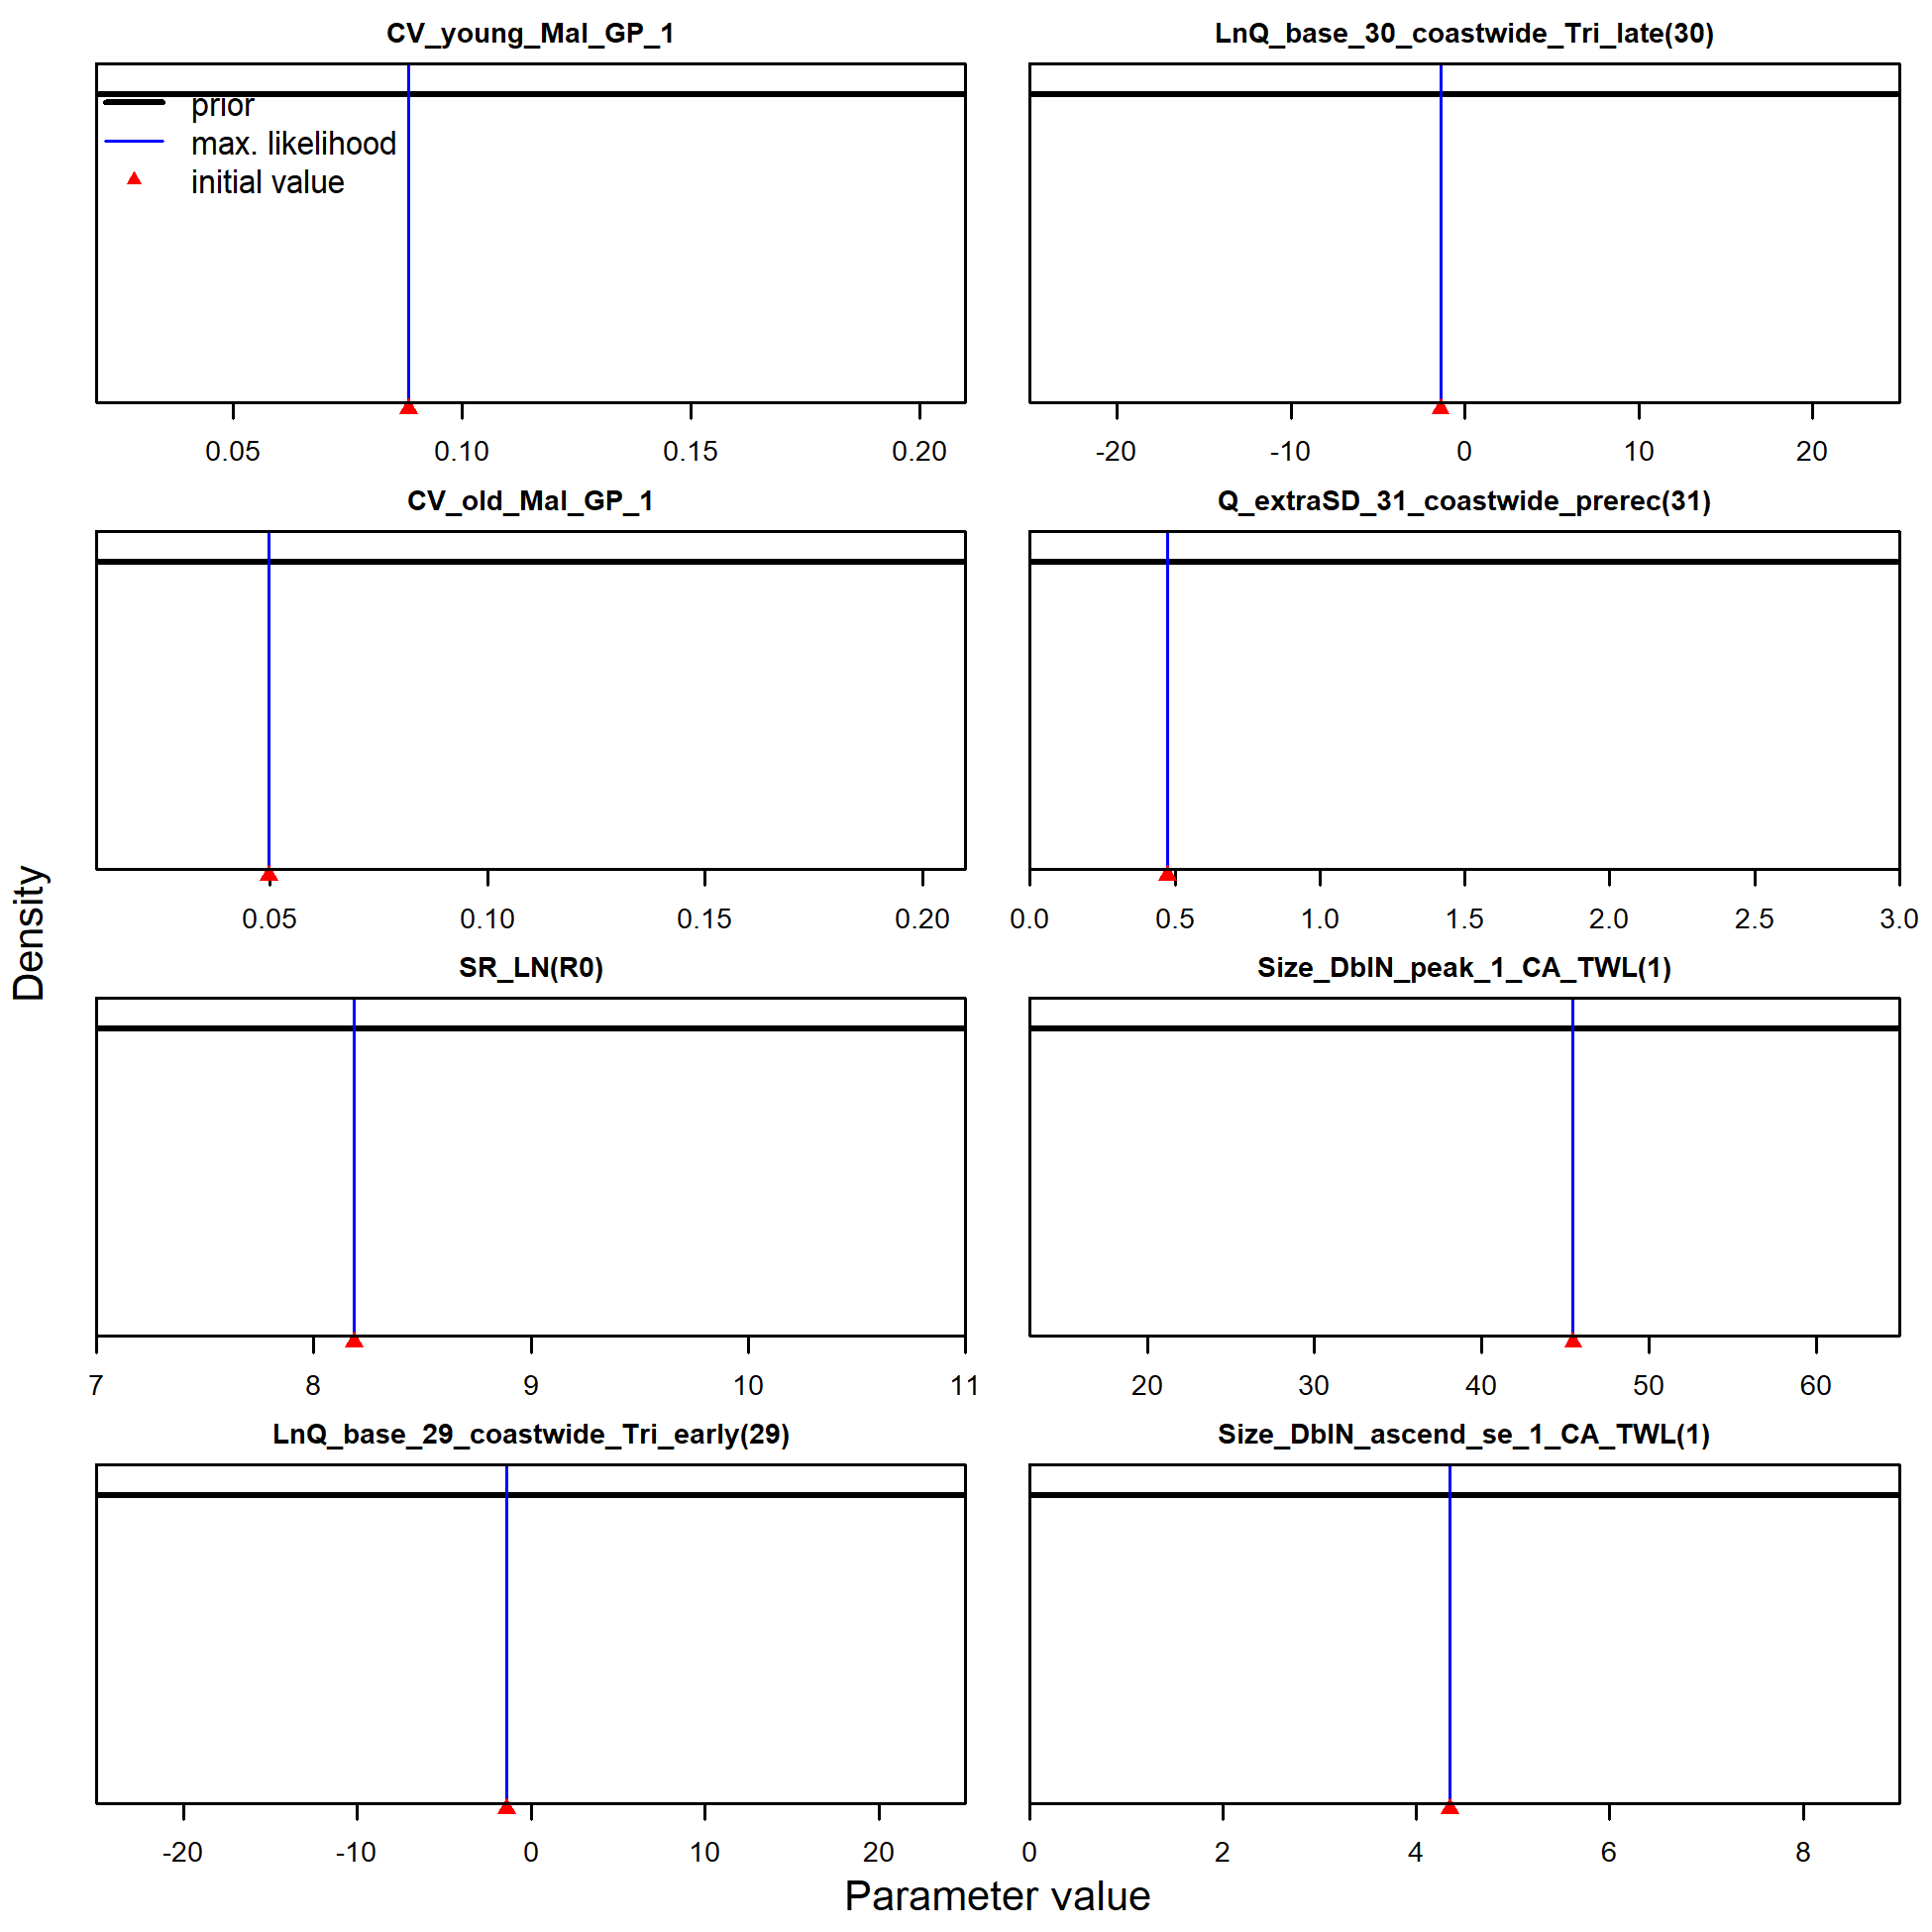 CV_young_Mal_GP_1
prior
max. likelihood
initial value
0.05 0.10 0.15 0.20
LnQ_base_30_coastwide_Tri_late(30)
-20 -10 0 10 20
CV_old_Mal_GP_1
0.05 0.10 0.15 0.20
Q_extraSD_31_coastwide_prerec(31)
0.0 0.5 1.0 1.5 2.0 2.5 3.0
SR_LN(R0)
7 8 9 10 11
Size_DblN_peak_1_CA_TWL(1)
20 30 40 50 60
LnQ_base_29_coastwide_Tri_early(29)
-20 -10 0 10 20
Size_DblN_ascend_se_1_CA_TWL(1)
0 2 4 6 8
Density
Parameter value